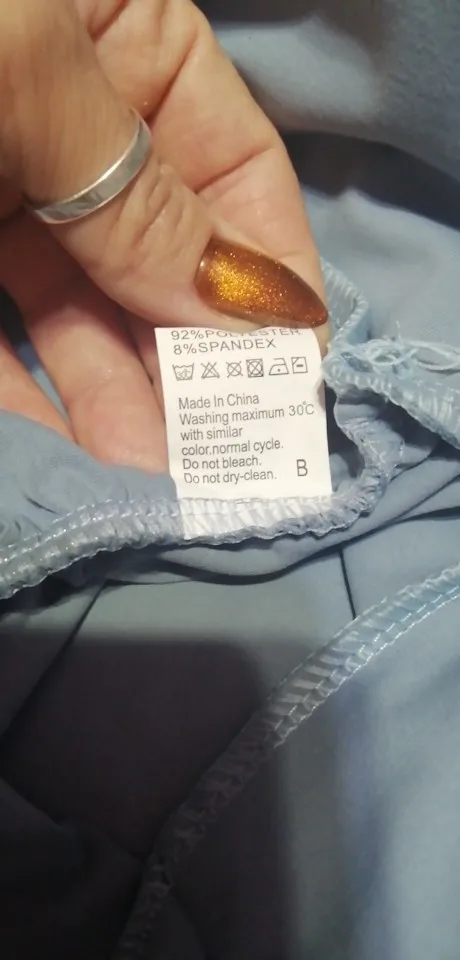 92% POLYESTER
8%SPANDEX
Made In China
Washing maximum 30℃
with similar
color.normal cycle.
Do not bleach.
Do not dry-clean. B